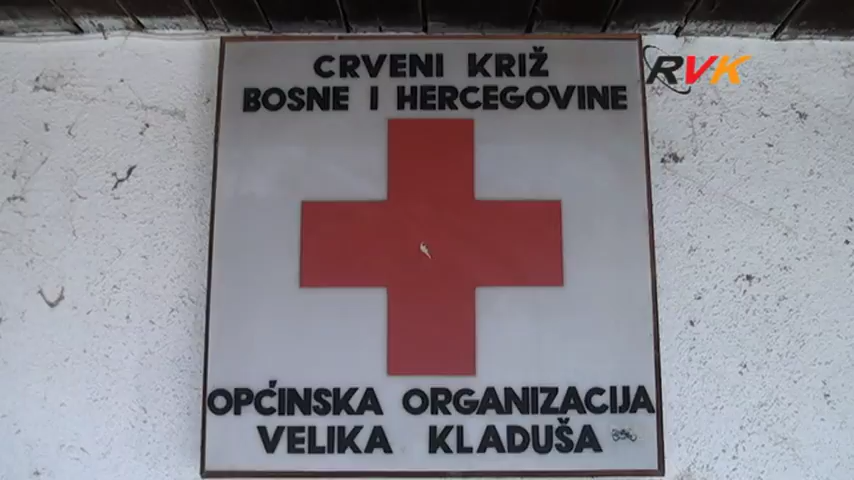 CRVENI KRIŽ
BOSNE I HERCEGOVINE
RVK
OPĆINSKA ORGANIZACIJA
VELIKA KLADUŠA